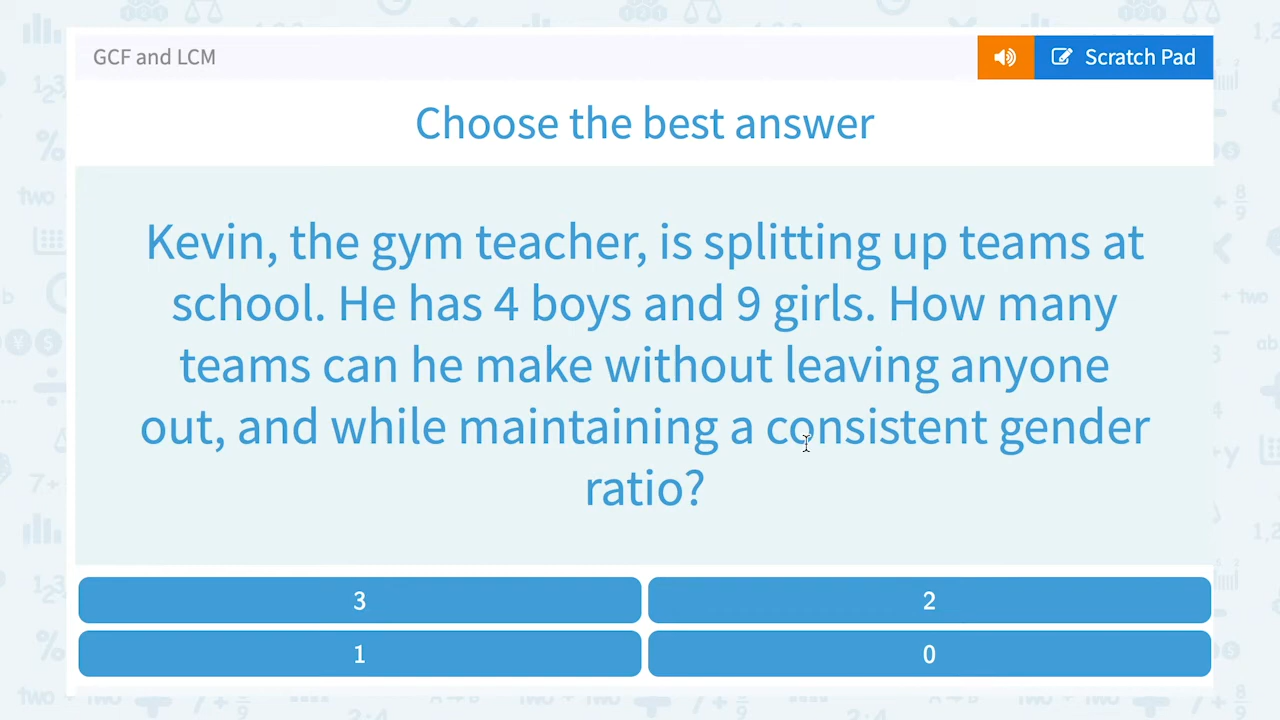 GCF and LCM
Scratch Pad
Choose the best answer
Kevin, the gym teacher, is splitting up teams at
school. He has 4 boys and 9 girls. How many
teams can he make without leaving anyone
out, and while maintaining a consistent gender
ratio?
3
2
1
0